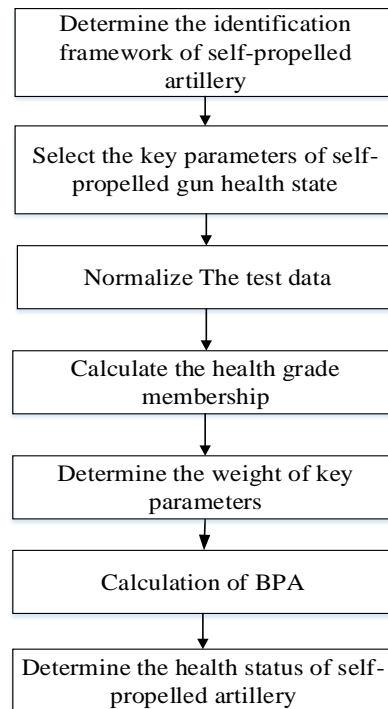 Determine the identification
framework of self-propelled
artillery
Select the key parameters of self-
propelled gun health state
Normalize The test data
Calculate the health grade
membership
Determine the weight of key
parameters
Calculation of BPA
Determine the health status of self-
propelled artillery